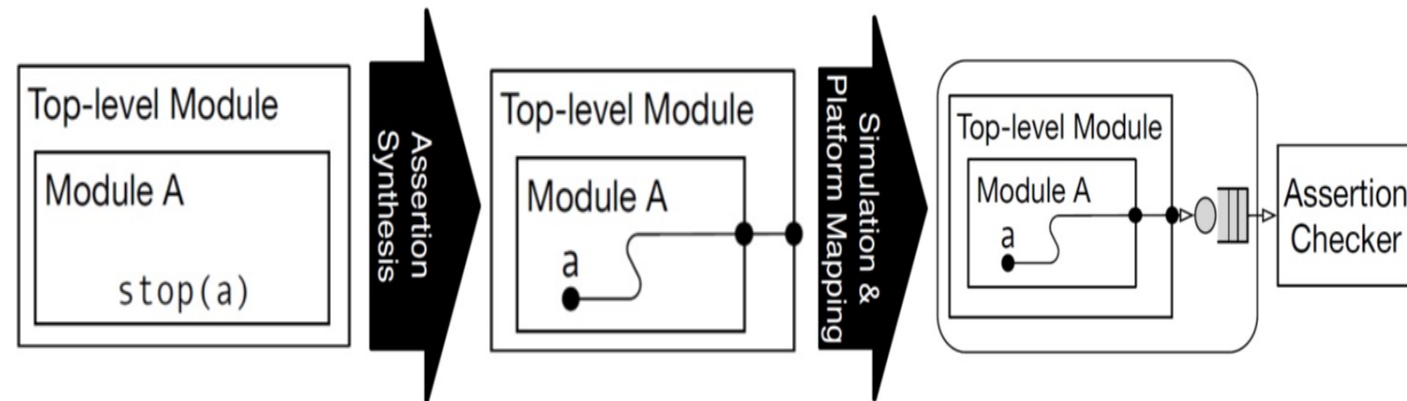 Top-level Module
Module A
stop(a)
Assertion
Synthesis
Top-level Module
Module A
a
Simulation &
Platform Mapping
Top-level Module
Module A
a
Assertion
Checker